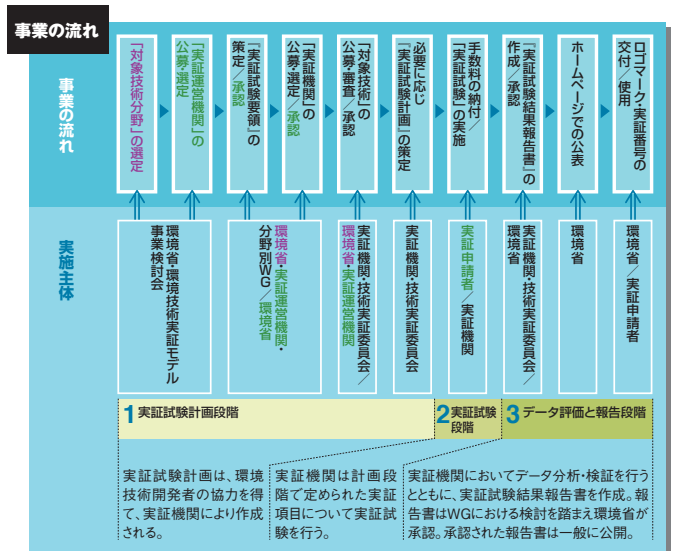 事業の流れ
事業の流れ
「対象技術分野」の選定
「実証運営機関」の
公募・選定
『実証試験要領』の
策定／承認
「実証機関」の
公募・選定／承認
「対象技術」の
公募・審査／承認
必要に応じ
『実証試験計画』の策定
手数料の納付／
「実証試験」の実施
『実証試験結果報告書』の
作成／承認
ホームページでの公表
ロゴマーク・実証番号の
交付／使用
実施主体
環境省・環境技術実証モデル
事業検討会
環境省・実証運営機関・
分野別WG／環境省
実証機関・技術実証委員会／
環境省・実証運営機関
実証機関・技術実証委員会
実証申請者／実証機関
実証機関・技術実証委員会／
環境省
環境省
環境省／実証申請者
1 実証試験計画段階
2 実証試験
段階
3 データ評価と報告段階
実証試験計画は、環境
技術開発者の協力を得
て、実証機関により作成
される。
実証機関は計画段
階で定められた実証
項目について実証試
験を行う。
実証機関においてデータ分析・検証を行う
とともに、実証試験結果報告書を作成。報
告書はWGにおける検討を踏まえ環境省が
承認。承認された報告書は一般に公開。